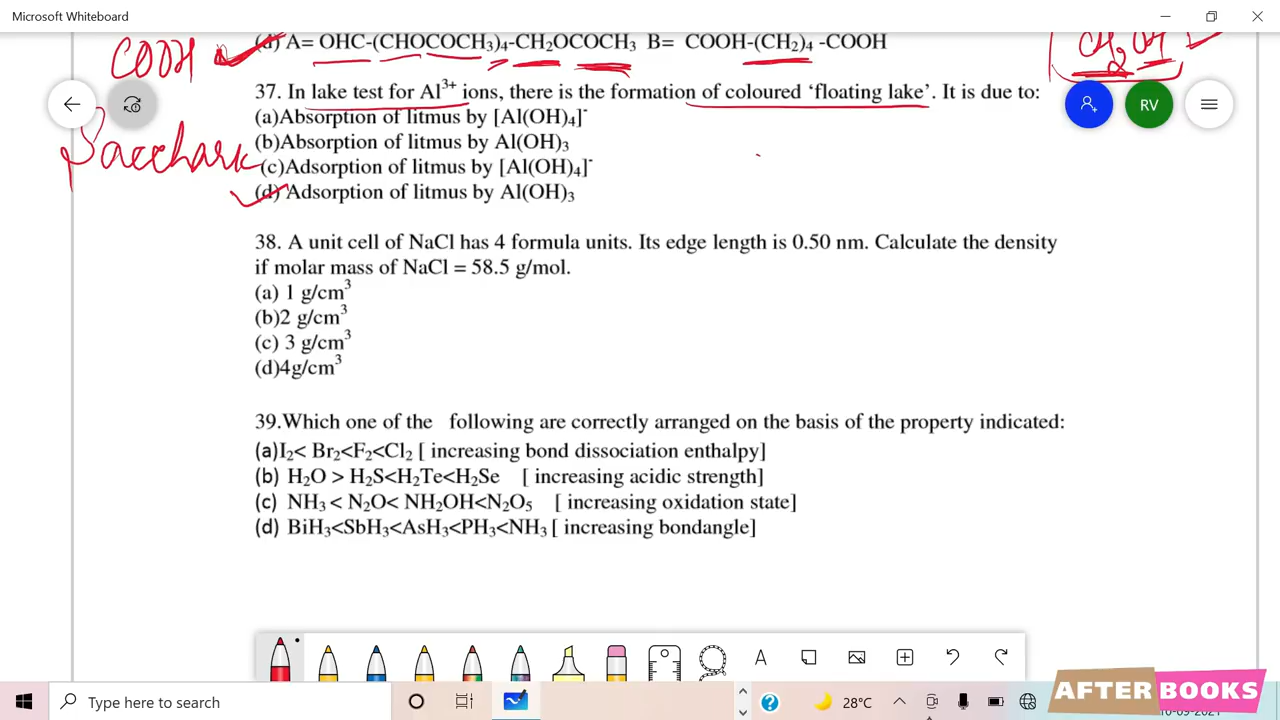 Microsoft Whiteboard
(d) A= OHC-(CHOCOCH₃)₄-CH₂OCOCH₃ B= COOH-(CH₂)₄ -COOH
COOH
CH₂OH
37. In lake test for Al³⁺ ions, there is the formation of coloured ‘floating lake’. It is due to:
RV
(a)Absorption of litmus by [Al(OH)₄]⁻
(b)Absorption of litmus by Al(OH)₃
Saccharic
(c)Adsorption of litmus by [Al(OH)₄]⁻
(d) Adsorption of litmus by Al(OH)₃
38. A unit cell of NaCl has 4 formula units. Its edge length is 0.50 nm. Calculate the density
if molar mass of NaCl = 58.5 g/mol.
(a) 1 g/cm³
(b)2 g/cm³
(c) 3 g/cm³
(d)4g/cm³
39.Which one of the following are correctly arranged on the basis of the property indicated:
(a)I₂< Br₂<F₂<Cl₂ [ increasing bond dissociation enthalpy]
(b) H₂O > H₂S<H₂Te<H₂Se [ increasing acidic strength]
(c) NH₃ < N₂O< NH₂OH<N₂O₅ [ increasing oxidation state]
(d) BiH₃<SbH₃<AsH₃<PH₃<NH₃ [ increasing bondangle]
A
AFTER BOOKS
Type here to search
28°C